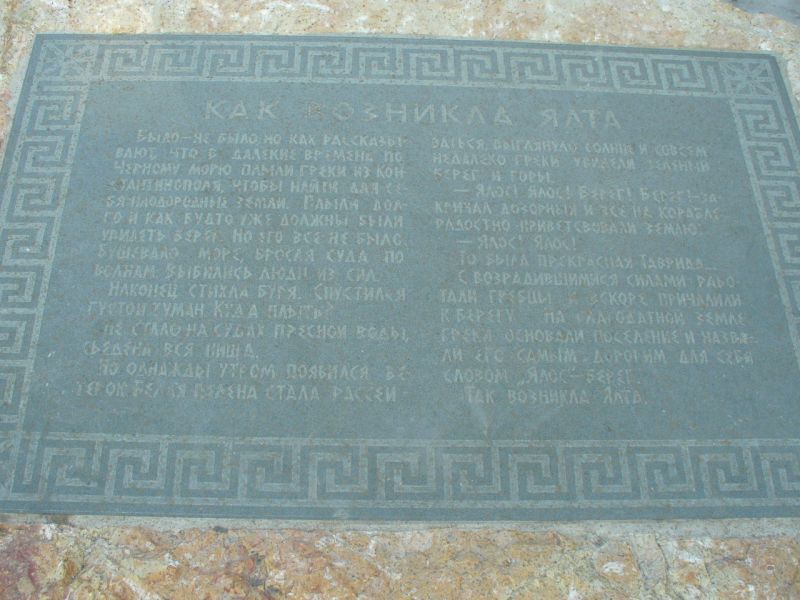 КАК ВОЗНИКЛА ЯЛТА
Было-не было, но как рассказы-
вают, что в далекие времена по
Черному морю плыли греки из Кон-
стантинополя, чтобы найти для се-
бя плодородные земли. Плыли дол-
го и как будто уже должны были
увидеть берег. Но его все не было.
Бушевало море, бросая суда по
волнам. Выбились люди из сил.
Наконец стихла буря. Спустился
густой туман. Куда плыть?
Не стало на судах пресной воды,
съедена вся пища.
Но однажды утром появился ве-
терок. Белая пелена стала рассеи-
ваться, выглянуло солнце и совсем
недалеко греки увидели зеленый
берег и горы.
— Ялос! Ялос! Берег! Берег!—за-
кричал дозорный и все на корабле
радостно приветствовали землю:
— Ялос! Ялос!
То была прекрасная Таврида...
С возрадившимися силами рабо-
тали гребцы и вскоре причалили
к берегу. На благодатной земле
греки основали поселение и назва-
ли его самым дорогим для себя
словом „Ялос"—берег.
Так возникла Ялта.